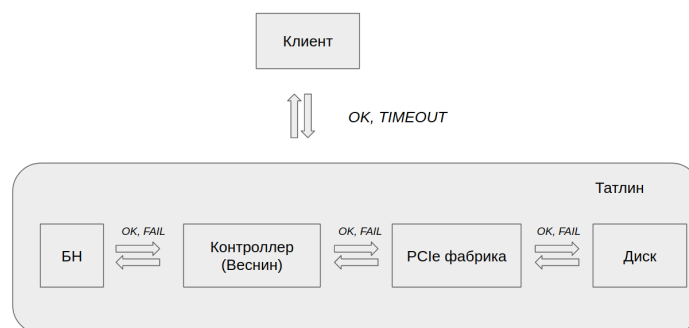 Клиент
OK, TIMEOUT
Татлин
OK, FAIL
OK, FAIL
OK, FAIL
БН
Контроллер
(Веснин)
PCIe фабрика
Диск